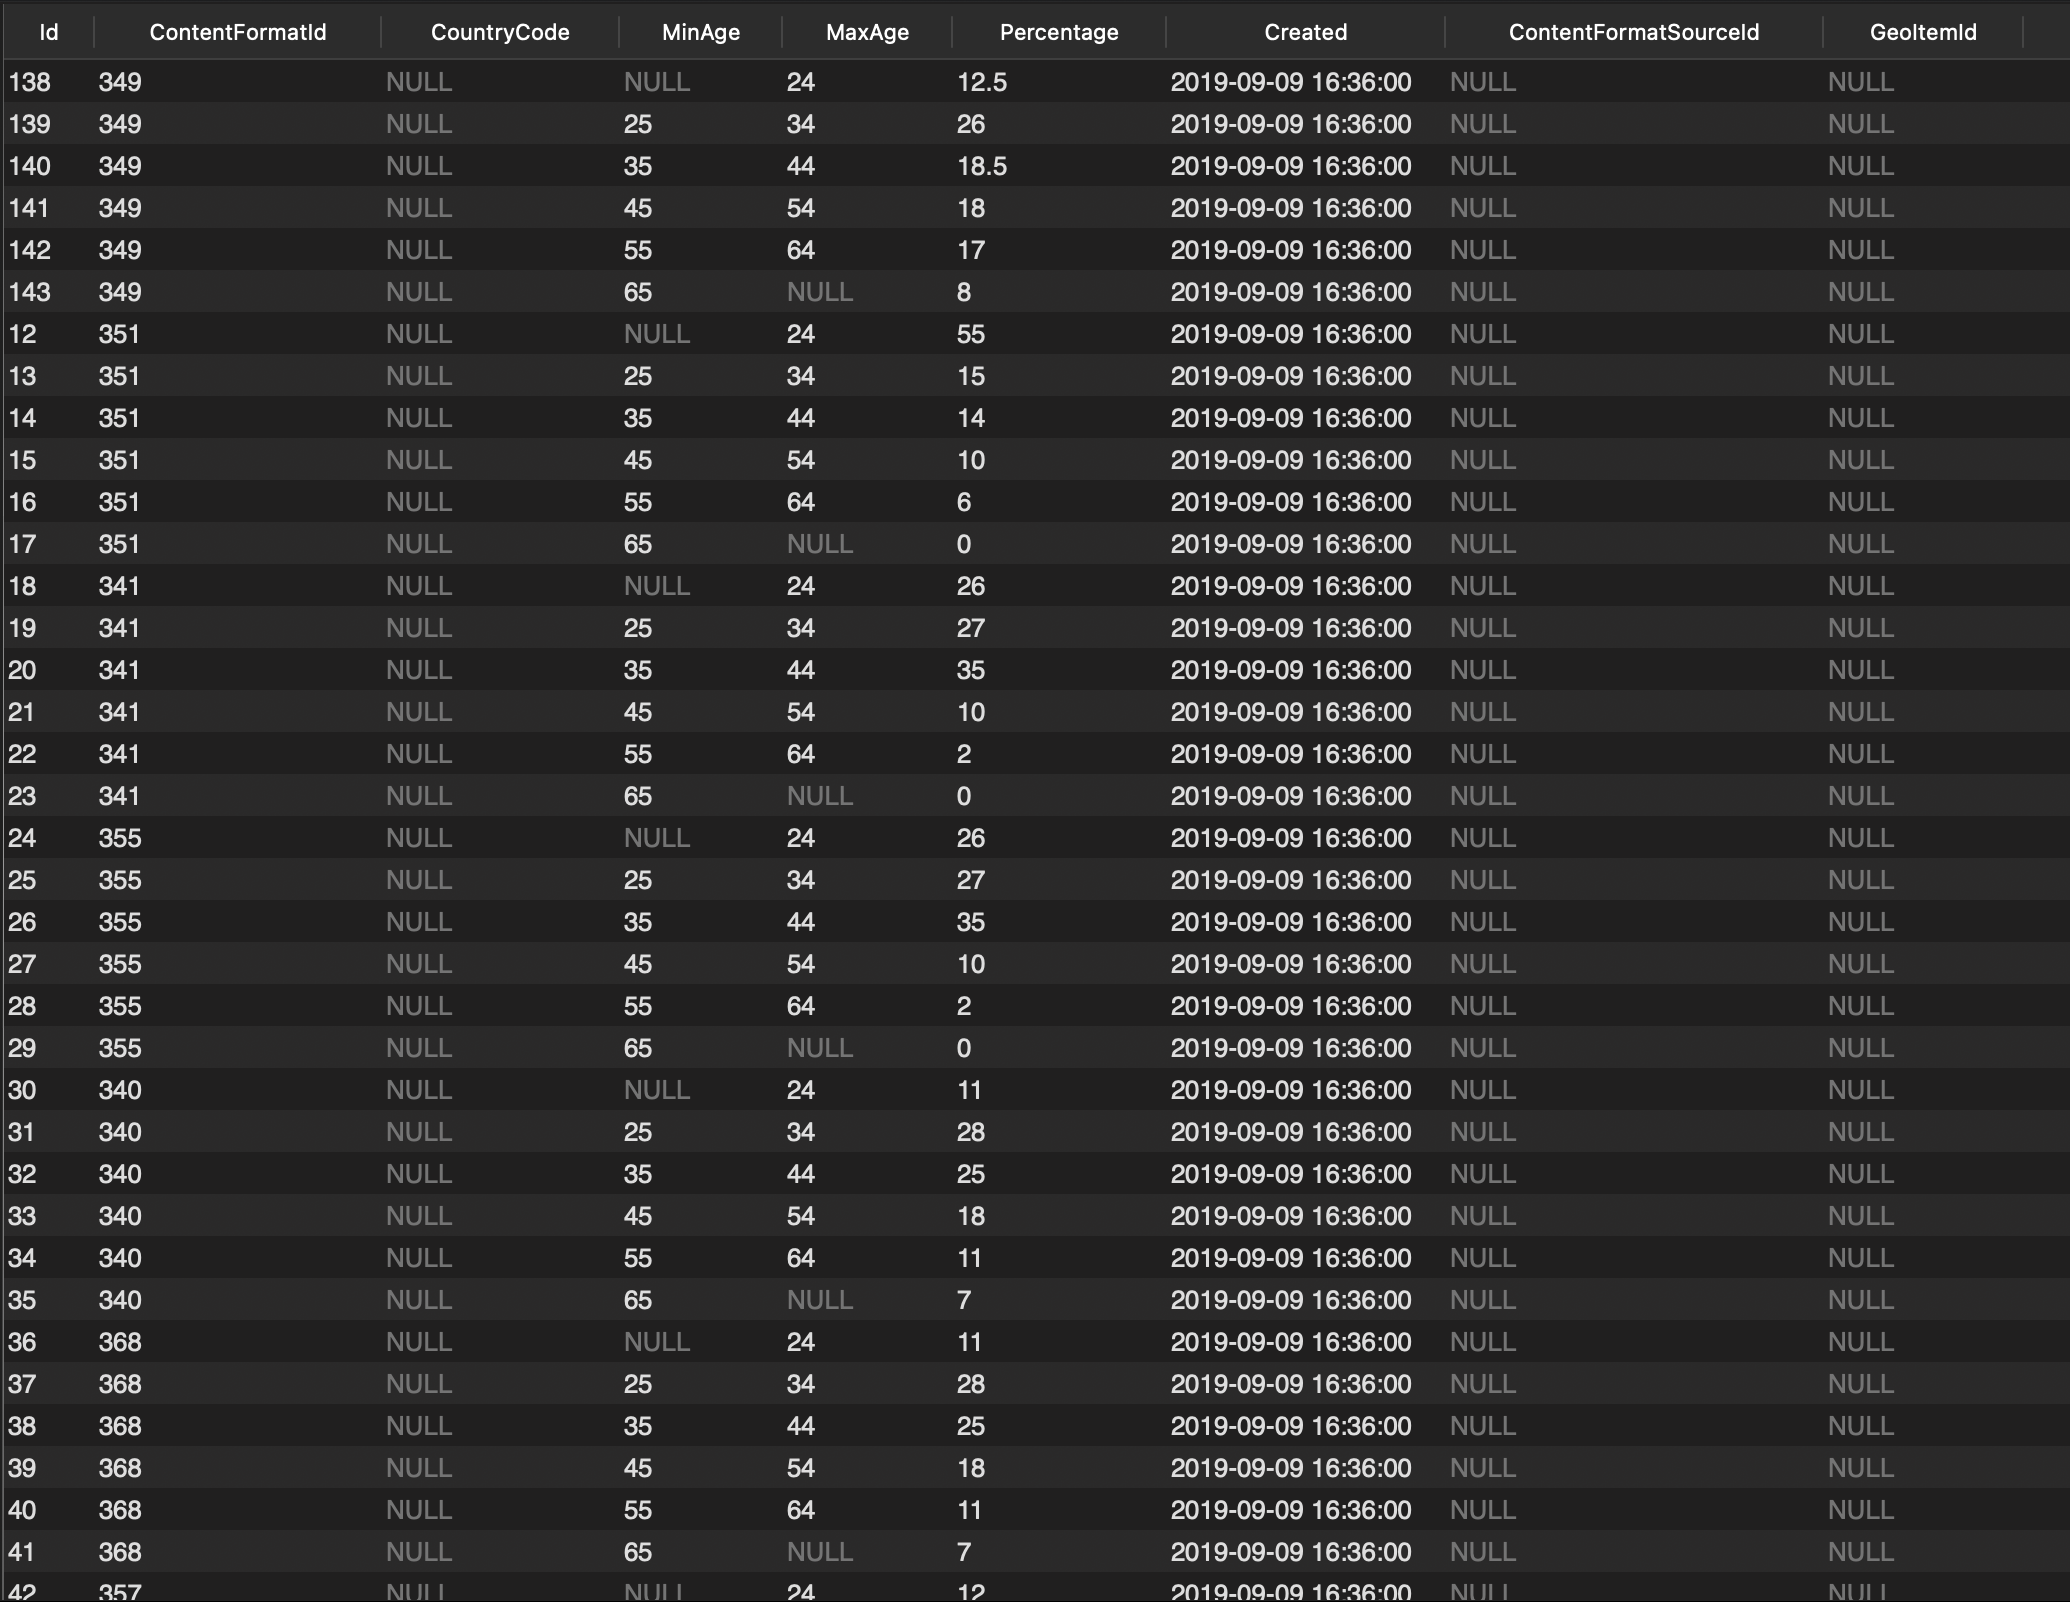 Id ContentFormatId CountryCode MinAge MaxAge Percentage Created ContentFormatSourceId GeoItemId
138 349 NULL NULL 24 12.5 2019-09-09 16:36:00 NULL NULL
139 349 NULL 25 34 26 2019-09-09 16:36:00 NULL NULL
140 349 NULL 35 44 18.5 2019-09-09 16:36:00 NULL NULL
141 349 NULL 45 54 18 2019-09-09 16:36:00 NULL NULL
142 349 NULL 55 64 17 2019-09-09 16:36:00 NULL NULL
143 349 NULL 65 NULL 8 2019-09-09 16:36:00 NULL NULL
12 351 NULL NULL 24 55 2019-09-09 16:36:00 NULL NULL
13 351 NULL 25 34 15 2019-09-09 16:36:00 NULL NULL
14 351 NULL 35 44 14 2019-09-09 16:36:00 NULL NULL
15 351 NULL 45 54 10 2019-09-09 16:36:00 NULL NULL
16 351 NULL 55 64 6 2019-09-09 16:36:00 NULL NULL
17 351 NULL 65 NULL 0 2019-09-09 16:36:00 NULL NULL
18 341 NULL NULL 24 26 2019-09-09 16:36:00 NULL NULL
19 341 NULL 25 34 27 2019-09-09 16:36:00 NULL NULL
20 341 NULL 35 44 35 2019-09-09 16:36:00 NULL NULL
21 341 NULL 45 54 10 2019-09-09 16:36:00 NULL NULL
22 341 NULL 55 64 2 2019-09-09 16:36:00 NULL NULL
23 341 NULL 65 NULL 0 2019-09-09 16:36:00 NULL NULL
24 355 NULL NULL 24 26 2019-09-09 16:36:00 NULL NULL
25 355 NULL 25 34 27 2019-09-09 16:36:00 NULL NULL
26 355 NULL 35 44 35 2019-09-09 16:36:00 NULL NULL
27 355 NULL 45 54 10 2019-09-09 16:36:00 NULL NULL
28 355 NULL 55 64 2 2019-09-09 16:36:00 NULL NULL
29 355 NULL 65 NULL 0 2019-09-09 16:36:00 NULL NULL
30 340 NULL NULL 24 11 2019-09-09 16:36:00 NULL NULL
31 340 NULL 25 34 28 2019-09-09 16:36:00 NULL NULL
32 340 NULL 35 44 25 2019-09-09 16:36:00 NULL NULL
33 340 NULL 45 54 18 2019-09-09 16:36:00 NULL NULL
34 340 NULL 55 64 11 2019-09-09 16:36:00 NULL NULL
35 340 NULL 65 NULL 7 2019-09-09 16:36:00 NULL NULL
36 368 NULL NULL 24 11 2019-09-09 16:36:00 NULL NULL
37 368 NULL 25 34 28 2019-09-09 16:36:00 NULL NULL
38 368 NULL 35 44 25 2019-09-09 16:36:00 NULL NULL
39 368 NULL 45 54 18 2019-09-09 16:36:00 NULL NULL
40 368 NULL 55 64 11 2019-09-09 16:36:00 NULL NULL
41 368 NULL 65 NULL 7 2019-09-09 16:36:00 NULL NULL
42 357 NULL NULL 24 12 2019-09-09 16:36:00 NULL NULL